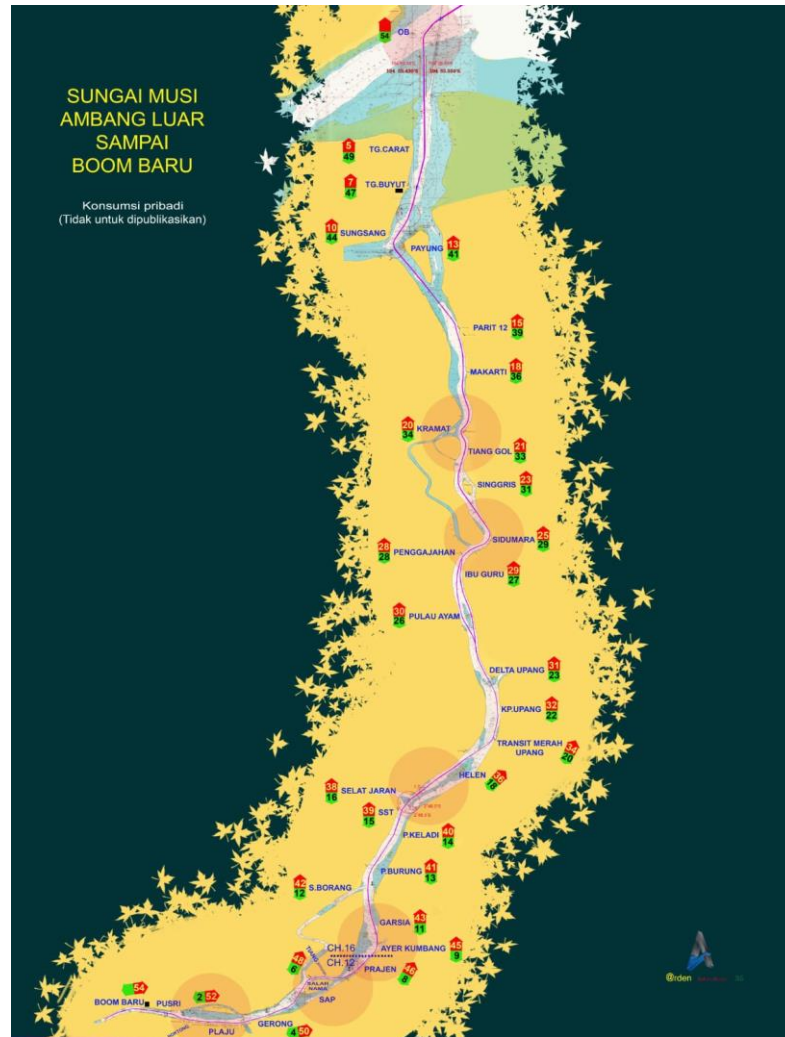 SUNGAI MUSI
AMBANG LUAR
SAMPAI
BOOM BARU
Konsumsi pribadi
(Tidak untuk dipublikasikan)
54
OB
5
49
TG.CARAT
7
47
TG.BUYUT
10
44
SUNGSANG
PAYUNG
13
41
PARIT 12
15
39
MAKARTI
18
36
20
34
KRAMAT
TIANG GOL
21
33
SINGGRIS
23
31
SIDUMARA
25
29
28
28
PENGGAJAHAN
IBU GURU
29
27
30
26
PULAU AYAM
DELTA UPANG
31
23
KP.UPANG
32
22
TRANSIT MERAH
UPANG
34
20
HELEN
36
18
38
16
SELAT JARAN
39
15
SST
P.KELADI
40
14
P.BURUNG
41
13
42
12
S.BORANG
GARSIA
43
11
CH.16
AYER KUMBANG
45
9
CH.12
PRAJEN
46
8
48
6
TIANG
SALAH
NAMA
SAP
54
BOOM BARU
PUSRI
2 52
PLAJU
GERONG
4 50
@rden